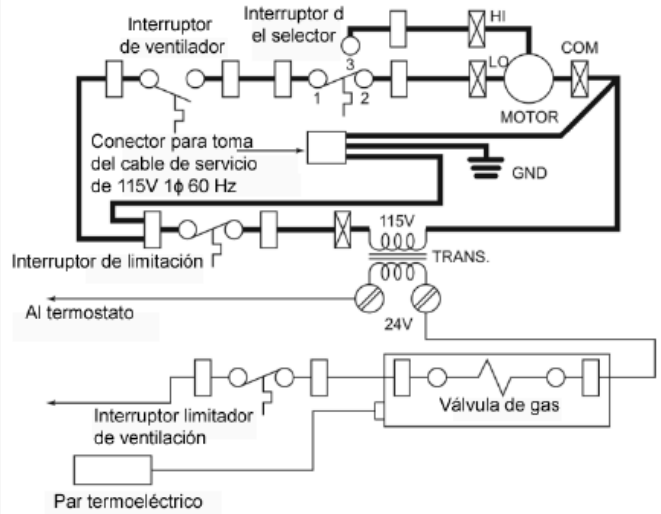 Interruptor
de ventilador
Interruptor d
el selector
HI
3
LO
COM
1
2
MOTOR
Conector para toma
del cable de servicio
de 115V 1ϕ 60 Hz
GND
115V
TRANS.
Interruptor de limitación
Al termostato
24V
Interruptor limitador
de ventilación
Válvula de gas
Par termoeléctrico